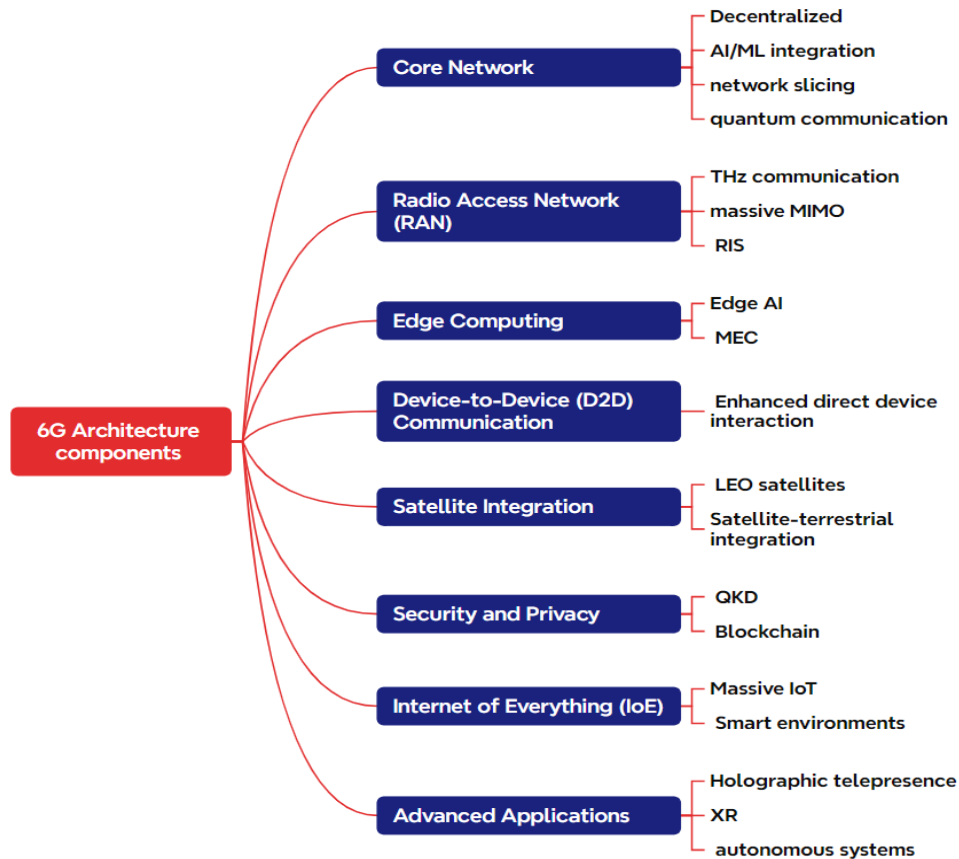 6G Architecture
components
Core Network
Decentralized
AI/ML integration
network slicing
quantum communication
Radio Access Network
(RAN)
THz communication
massive MIMO
RIS
Edge Computing
Edge AI
MEC
Device-to-Device (D2D)
Communication
Enhanced direct device
interaction
Satellite Integration
LEO satellites
Satellite-terrestrial
integration
Security and Privacy
QKD
Blockchain
Internet of Everything (IoE)
Massive IoT
Smart environments
Advanced Applications
Holographic telepresence
XR
autonomous systems